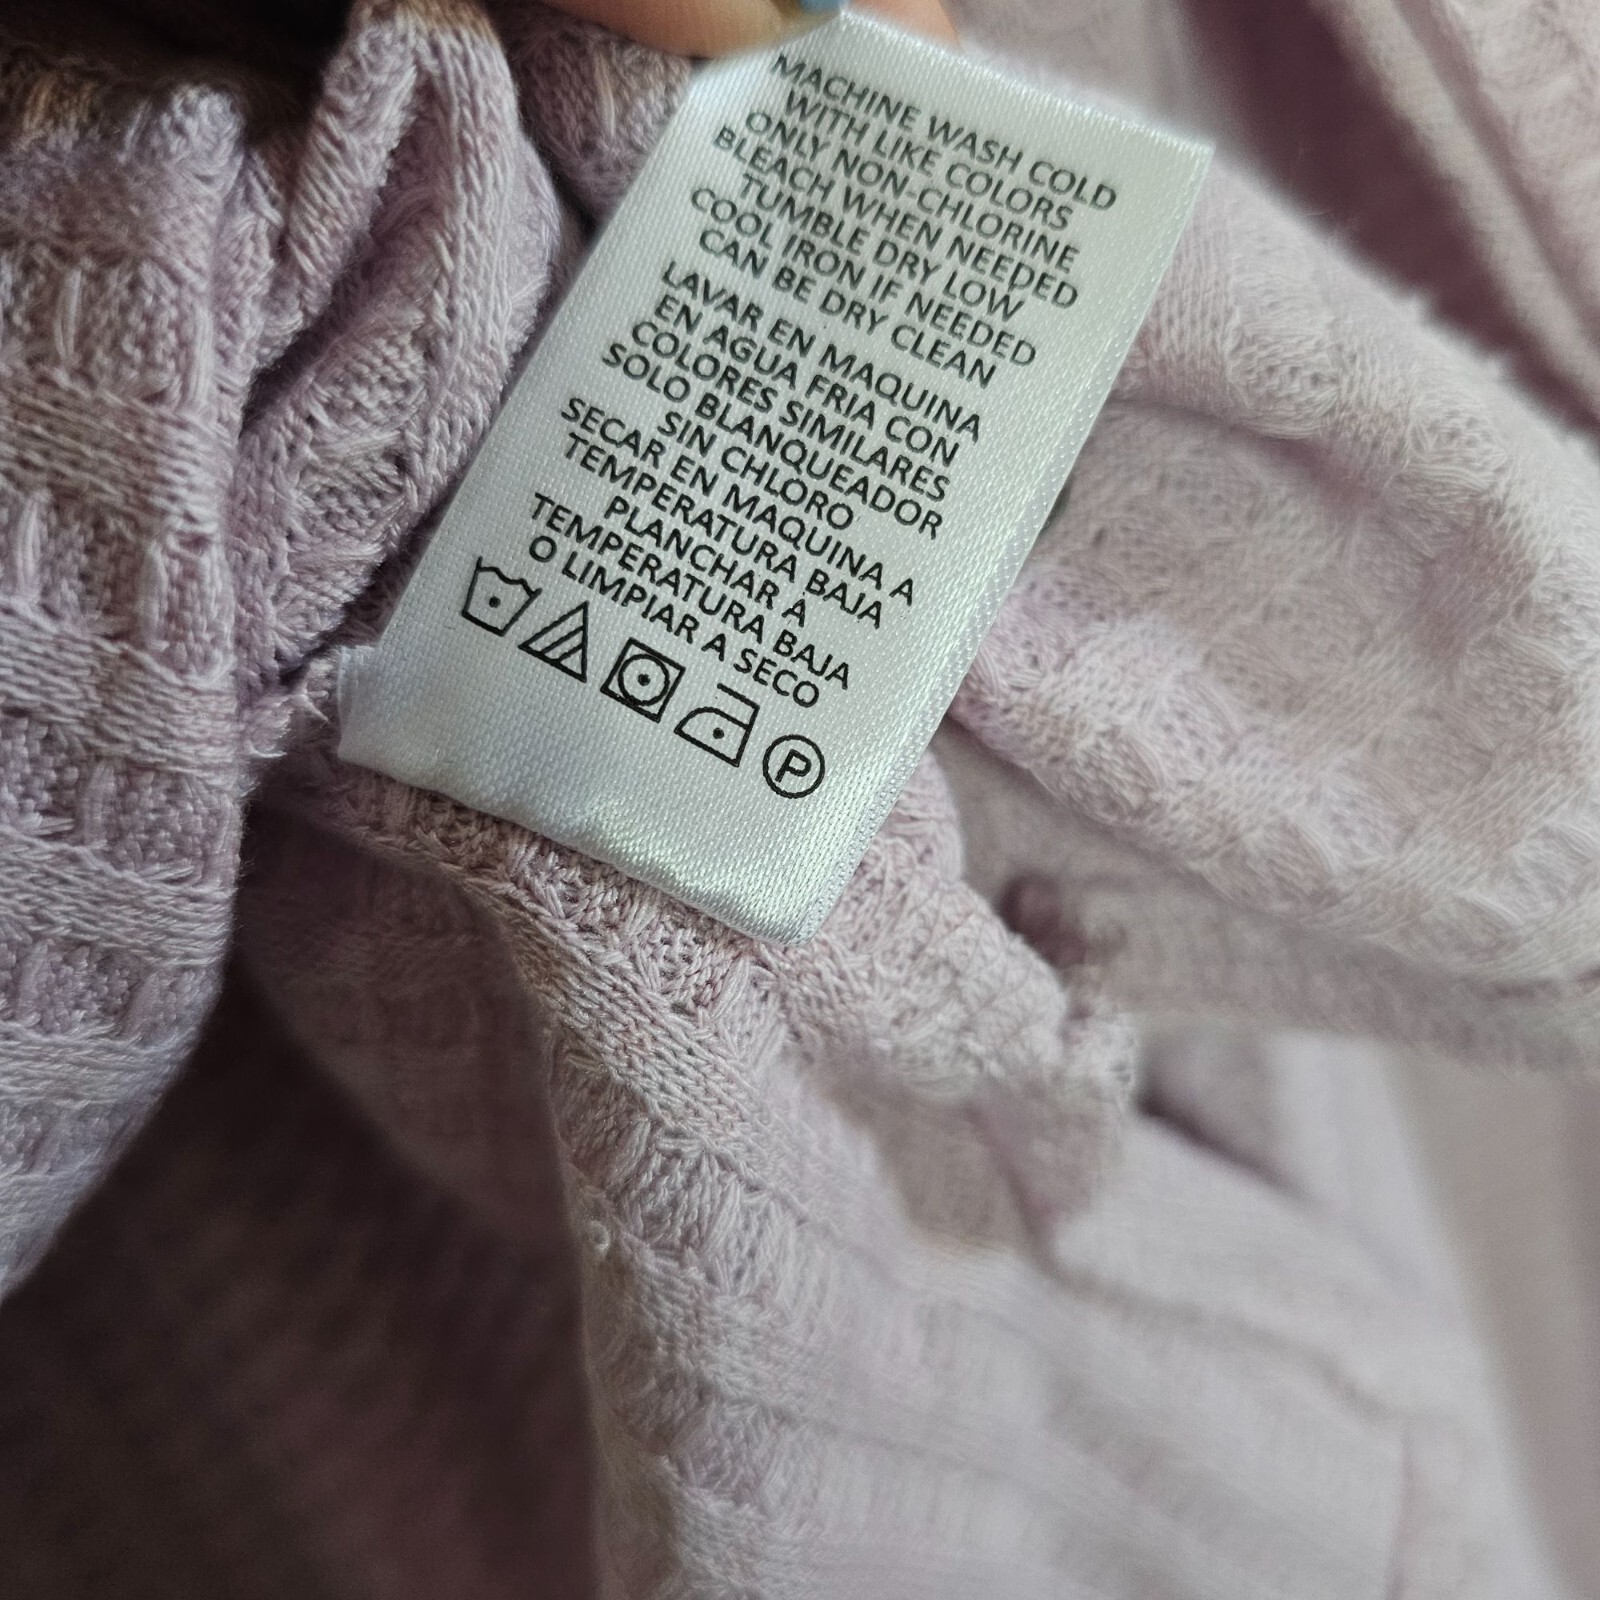 MACHINE WASH COLD
WITH LIKE COLORS
ONLY NON-CHLORINE
BLEACH WHEN NEEDED
TUMBLE DRY LOW
COOL IRON IF NEEDED
CAN BE DRY CLEAN
LAVAR EN MAQUINA
EN AGUA FRIA CON
COLORES SIMILARES
SOLO BLANQUEADOR
SIN CHLORO
SECAR EN MAQUINA A
TEMPERATURA BAJA
PLANCHAR A
TEMPERATURA BAJA
O LIMPIAR A SECO
P